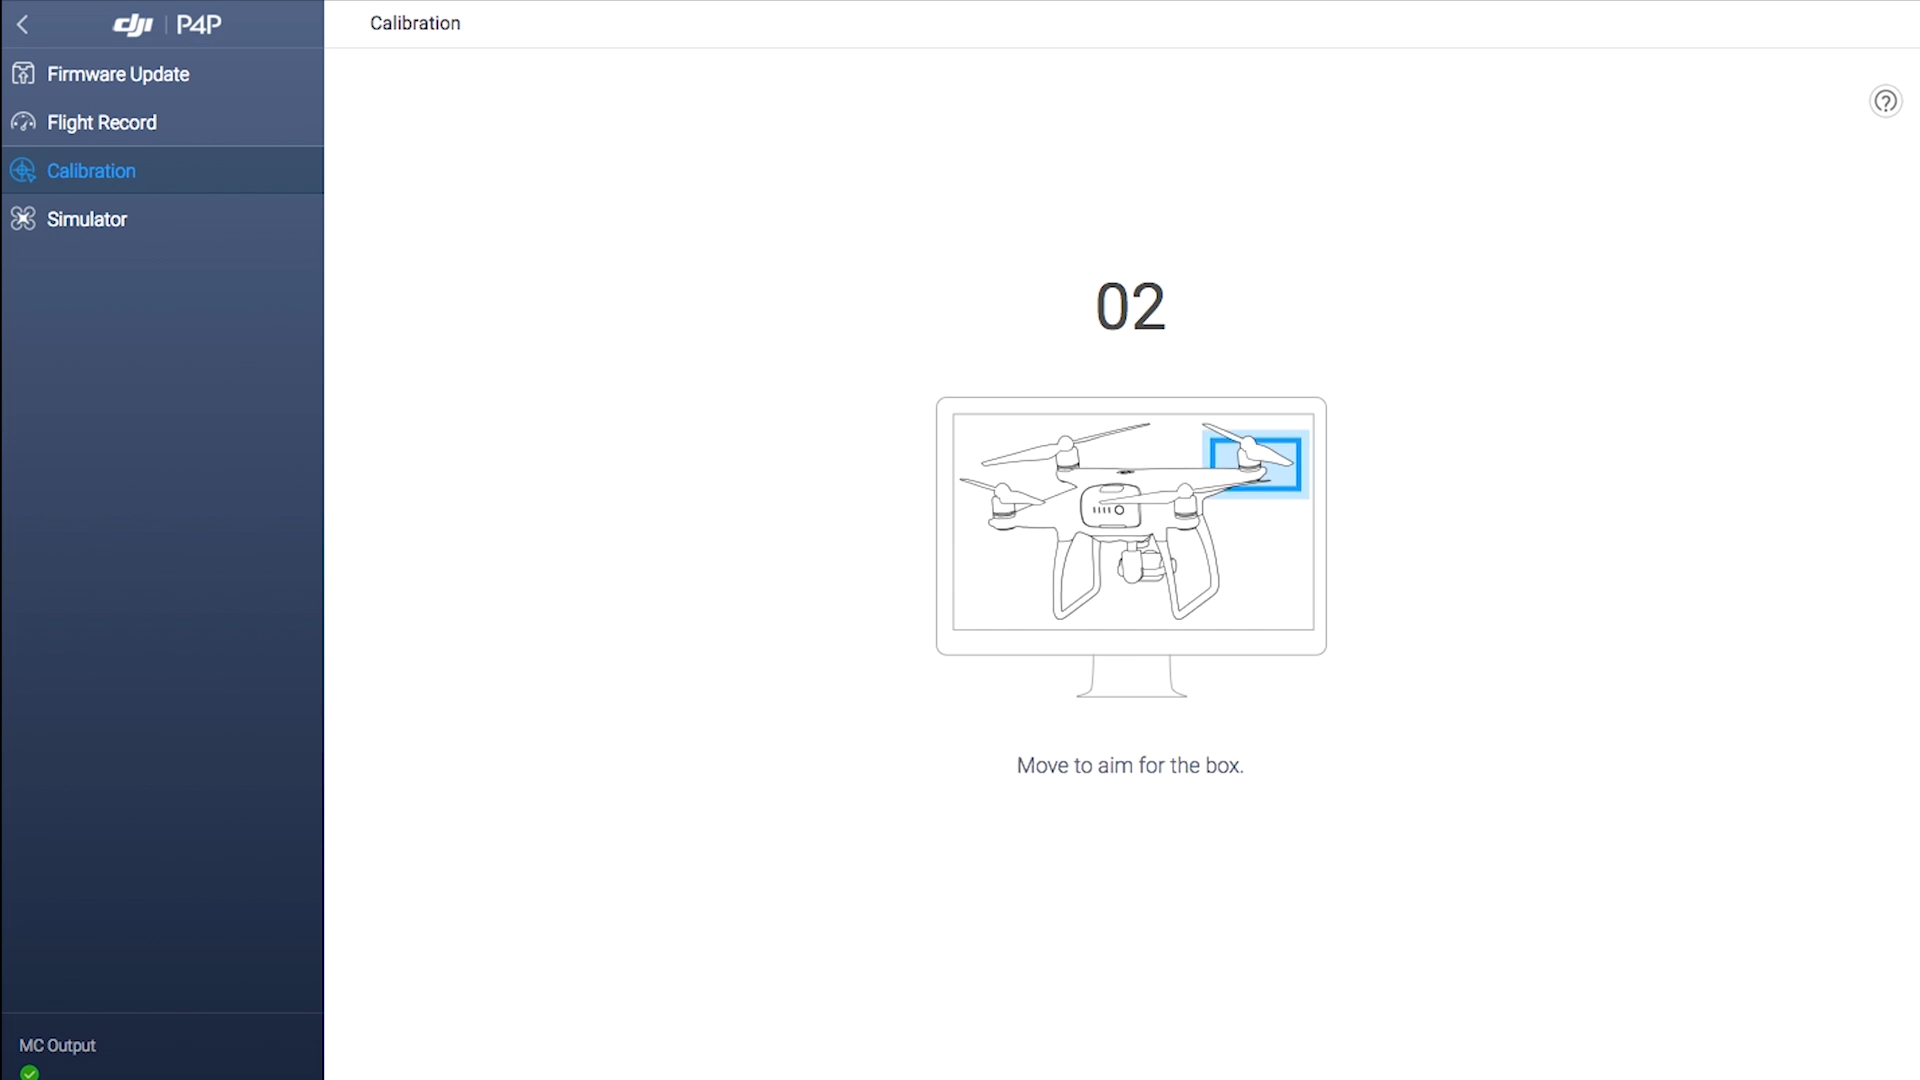 dji | P4P
Calibration
Firmware Update
Flight Record
Calibration
Simulator
02
Move to aim for the box.
MC Output